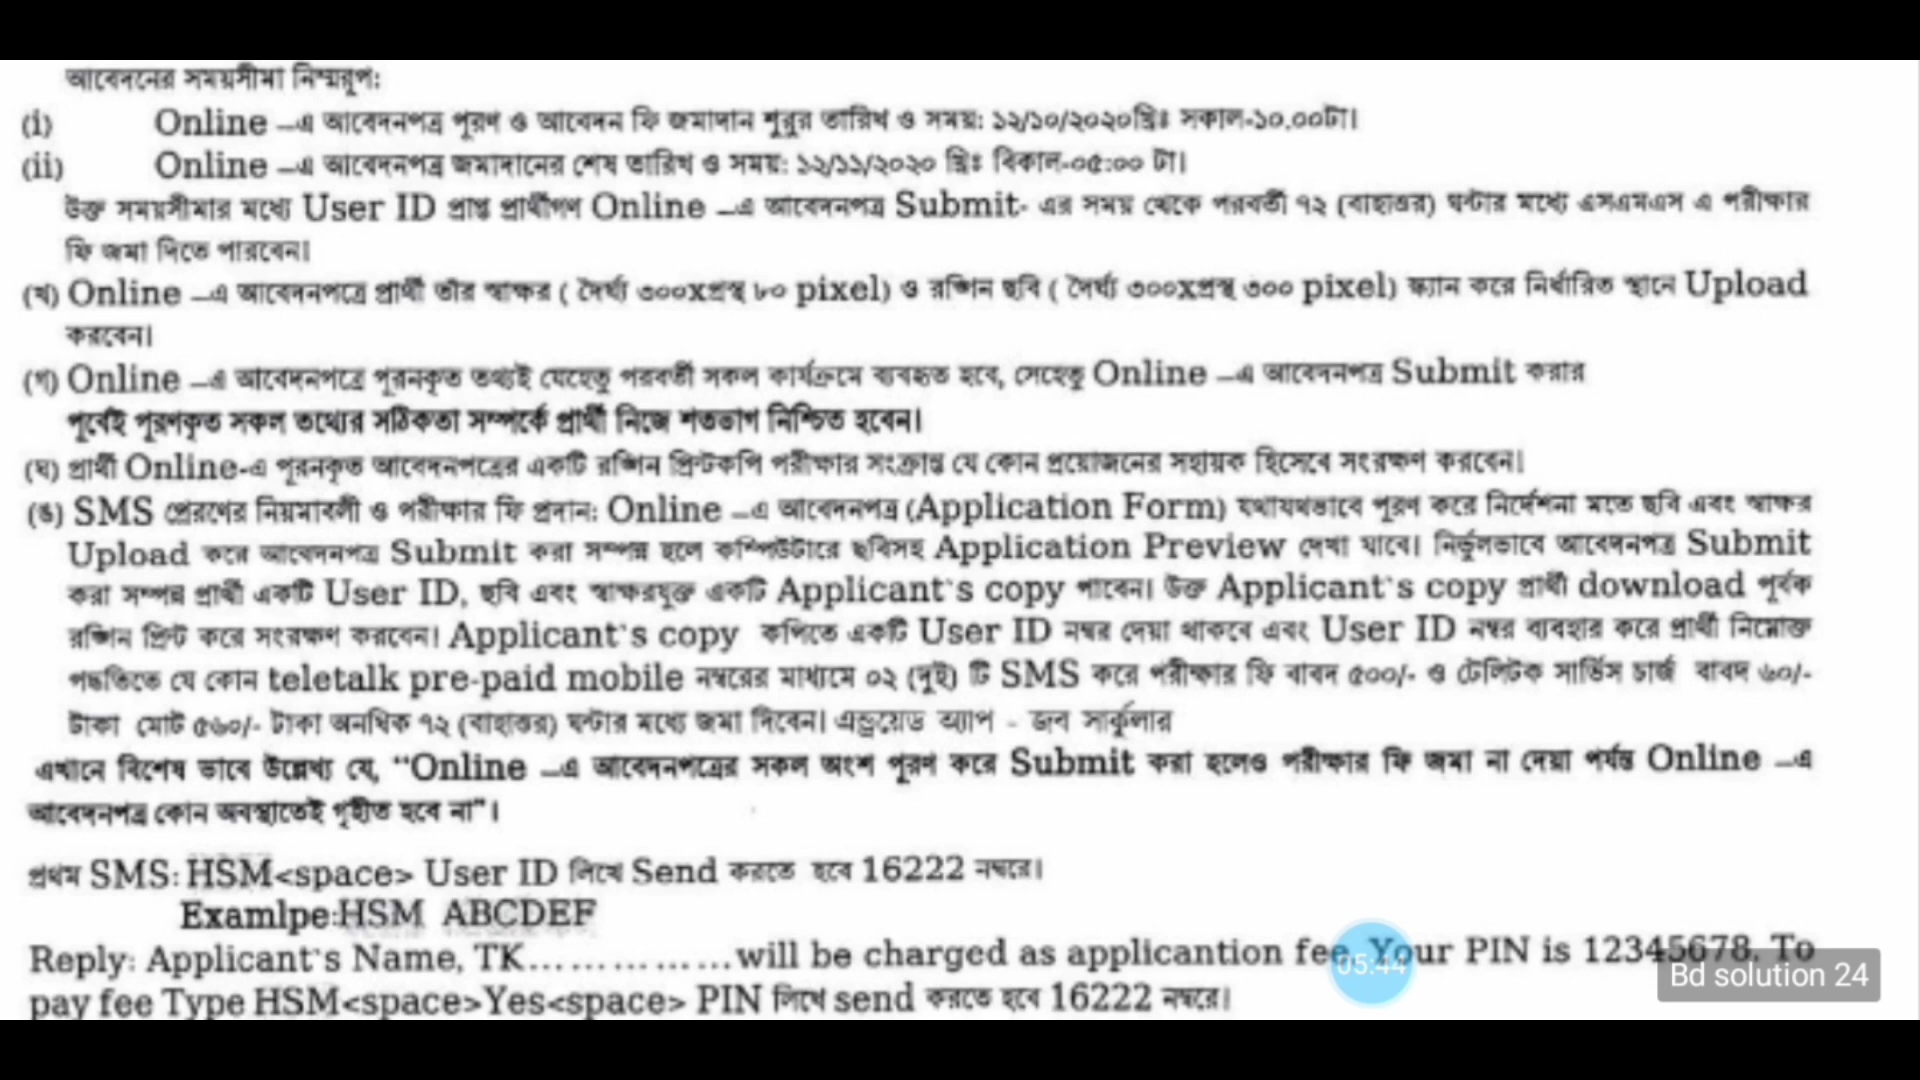 আবেদনের সময়সীমা নিম্মরূপ:
(i) Online –এ আবেদনপত্র পূরণ ও আবেদন ফি জমাদান শুরুর তারিখ ও সময়: ১২/১০/২০২০খ্রিঃ সকাল-১০.০০টা।
(ii) Online –এ আবেদনপত্র জমাদানের শেষ তারিখ ও সময়: ১২/১১/২০২০ খ্রিঃ বিকাল-০৫:০০ টা।
উক্ত সময়সীমার মধ্যে User ID প্রাপ্ত প্রার্থীগণ Online –এ আবেদনপত্র Submit- এর সময় থেকে পরবর্তী ৭২ (বাহাত্তর) ঘন্টার মধ্যে এসএমএস এ পরীক্ষার
ফি জমা দিতে পারবেন।
(খ) Online –এ আবেদনপত্রে প্রার্থী তাঁর স্বাক্ষর ( দৈর্ঘ্য ৩০০xপ্রস্থ ৮০ pixel) ও রঙ্গিন ছবি ( দৈর্ঘ্য ৩০০xপ্রস্থ ৩০০ pixel) স্ক্যান করে নির্ধারিত স্থানে Upload
করবেন।
(গ) Online –এ আবেদনপত্রে পূরনকৃত তথ্যই যেহেতু পরবর্তী সকল কার্যক্রমে ব্যবহৃত হবে, সেহেতু Online –এ আবেদনপত্র Submit করার
পূর্বেই পূরণকৃত সকল তথ্যের সঠিকতা সম্পর্কে প্রার্থী নিজে শতভাগ নিশ্চিত হবেন।
(ঘ) প্রার্থী Online-এ পূরনকৃত আবেদনপত্রের একটি রঙ্গিন প্রিন্টকপি পরীক্ষার সংক্রান্ত যে কোন প্রয়োজনের সহায়ক হিসেবে সংরক্ষণ করবেন।
(ঙ) SMS প্রেরণের নিয়মাবলী ও পরীক্ষার ফি প্রদান: Online –এ আবেদনপত্র (Application Form) যথাযথভাবে পূরণ করে নির্দেশনা মতে ছবি এবং স্বাক্ষর
Upload করে আবেদনপত্র Submit করা সম্পন্ন হলে কম্পিউটারে ছবিসহ Application Preview দেখা যাবে। নির্ভুলভাবে আবেদনপত্র Submit
করা সম্পন্ন প্রার্থী একটি User ID, ছবি এবং স্বাক্ষরযুক্ত একটি Applicant`s copy পাবেন। উক্ত Applicant`s copy প্রার্থী download পূর্বক
রঙ্গিন প্রিন্ট করে সংরক্ষণ করবেন। Applicant`s copy কপিতে একটি User ID নম্বর দেয়া থাকবে এবং User ID নম্বর ব্যবহার করে প্রার্থী নিম্নোক্ত
পদ্ধতিতে যে কোন teletalk pre-paid mobile নম্বরের মাধ্যমে ০২ (দুই) টি SMS করে পরীক্ষার ফি বাবদ ৫০০/- ও টেলিটক সার্ভিস চার্জ বাবদ ৬০/-
টাকা মোট ৫৬০/- টাকা অনধিক ৭২ (বাহাত্তর) ঘন্টার মধ্যে জমা দিবেন। এন্ড্রয়েড অ্যাপ - জব সার্কুলার
এখানে বিশেষ ভাবে উল্লেখ্য যে, “Online –এ আবেদনপত্রের সকল অংশ পূরণ করে Submit করা হলেও পরীক্ষার ফি জমা না দেয়া পর্যন্ত Online –এ
আবেদনপত্র কোন অবস্থাতেই গৃহীত হবে না”।
প্রথম SMS: HSM<space> User ID লিখে Send করতে হবে 16222 নম্বরে।
Examlpe:HSM ABCDEF
Reply: Applicant`s Name, TK……………will be charged as applicantion fee. Your PIN is 12345678. To
pay fee Type HSM<space>Yes<space> PIN লিখে send করতে হবে 16222 নম্বরে।
05:44
Bd solution 24